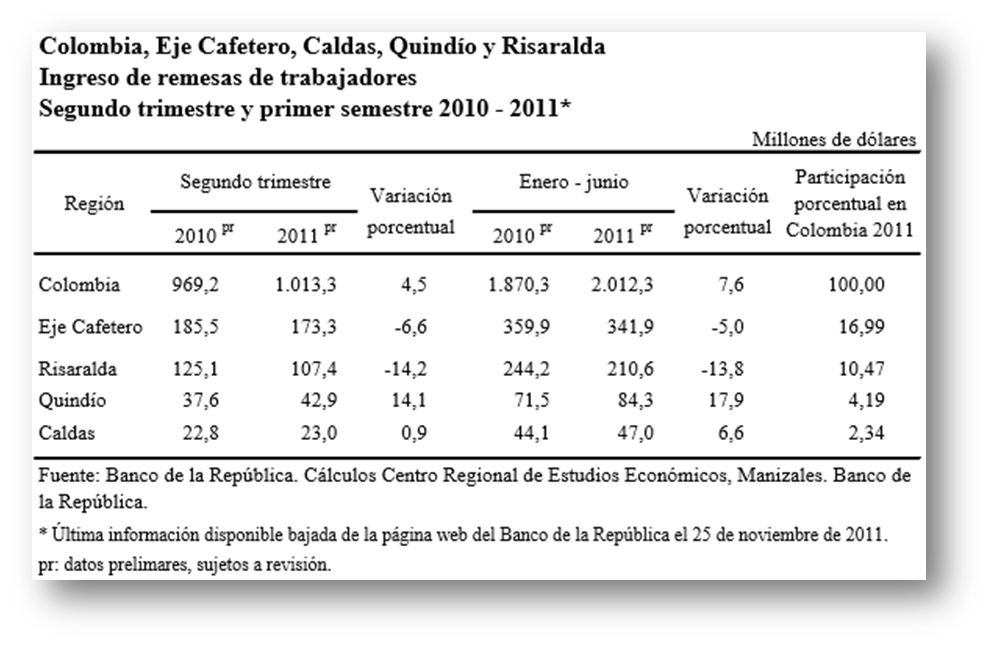 Colombia, Eje Cafetero, Caldas, Quindío y Risaralda
Ingreso de remesas de trabajadores
Segundo trimestre y primer semestre 2010 - 2011*
Millones de dólares
Región Segundo trimestre Variación porcentual Enero - junio Variación porcentual Participación porcentual en Colombia 2011
2010 pr 2011 pr 2010 pr 2011 pr
Colombia 969,2 1.013,3 4,5 1.870,3 2.012,3 7,6 100,00
Eje Cafetero 185,5 173,3 -6,6 359,9 341,9 -5,0 16,99
Risaralda 125,1 107,4 -14,2 244,2 210,6 -13,8 10,47
Quindío 37,6 42,9 14,1 71,5 84,3 17,9 4,19
Caldas 22,8 23,0 0,9 44,1 47,0 6,6 2,34
Fuente: Banco de la República. Cálculos Centro Regional de Estudios Económicos, Manizales. Banco de
la República.
* Última información disponible bajada de la página web del Banco de la República el 25 de noviembre de 2011.
pr: datos prelimares, sujetos a revisión.